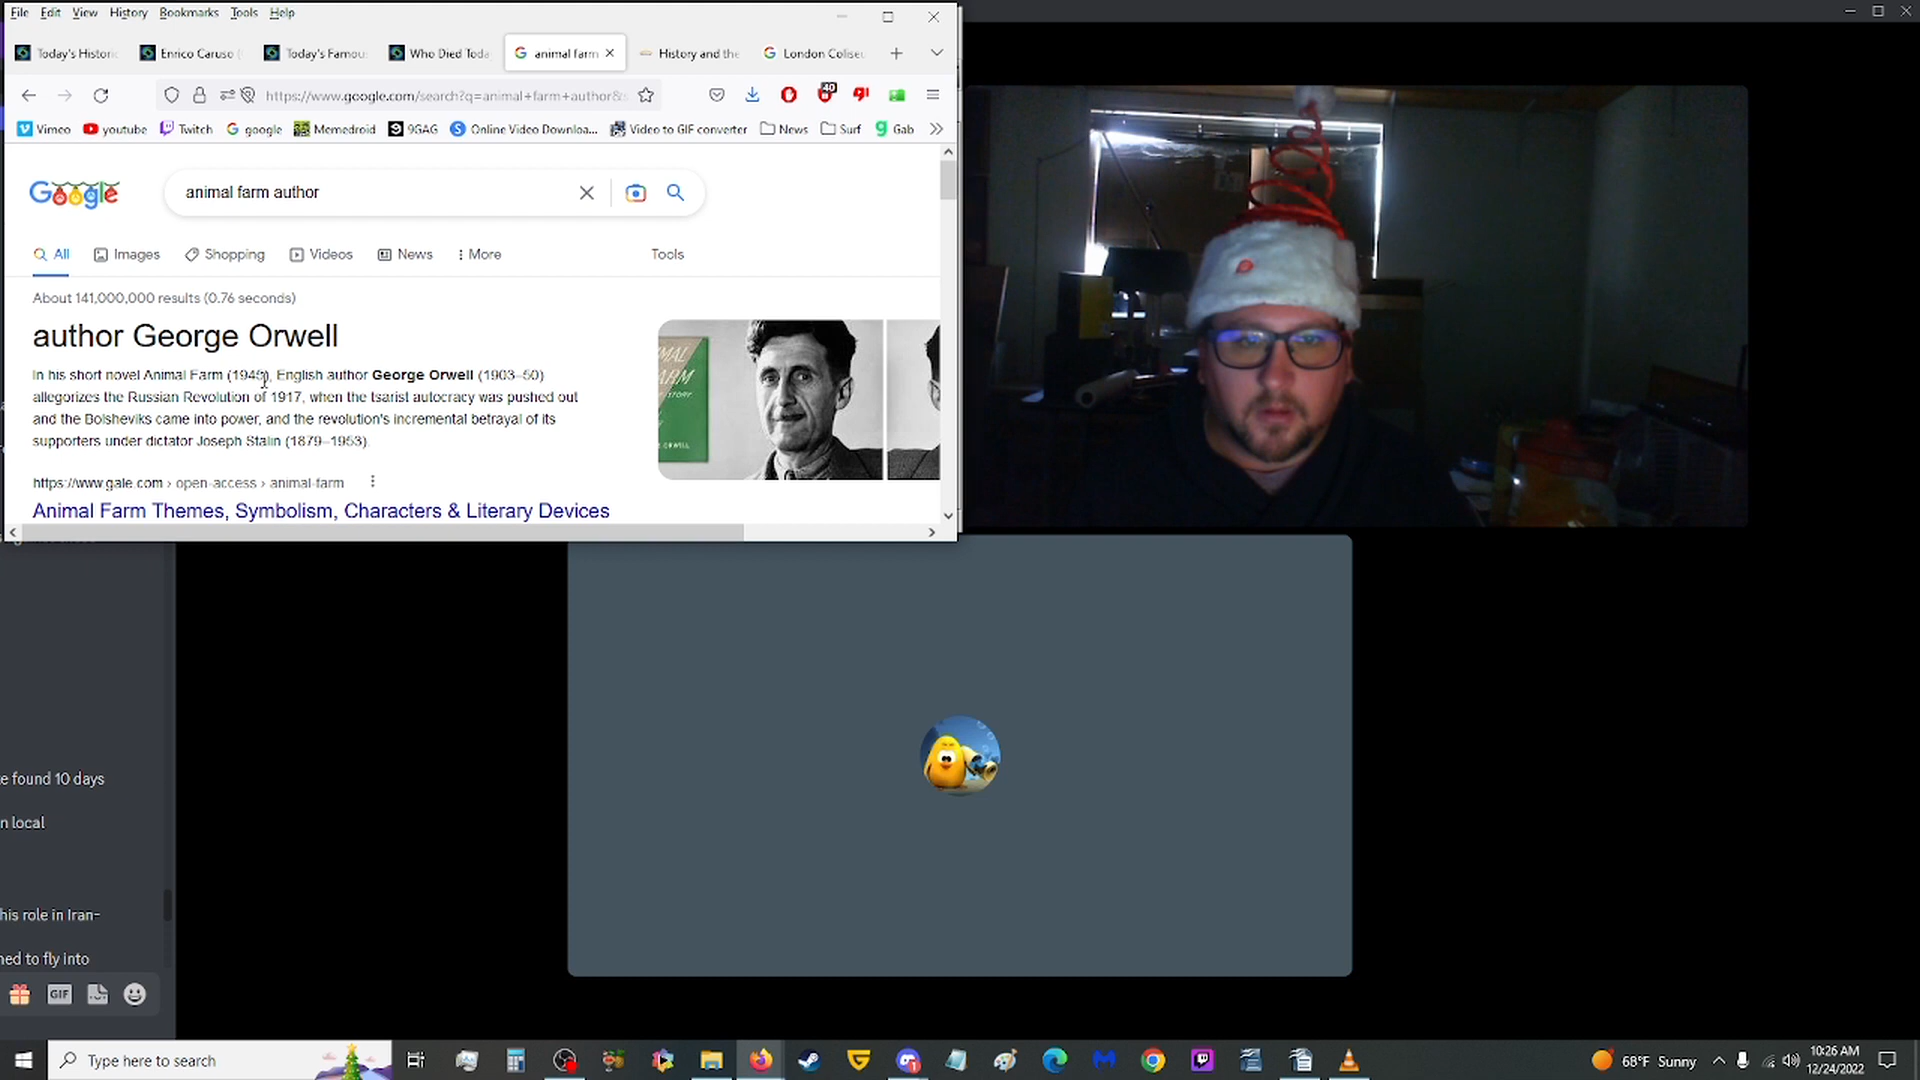 File Edit View History Bookmarks Tools Help
Today's Histori
Enrico Caruso (
Today's Famou
Who Died Toda
animal farm
History and the
London Coliseu
https://www.google.com/search?q=animal+farm+author&s
40
Vimeo youtube Twitch google Memedroid 9GAG Online Video Downloa... Video to GIF converter News Surf Gab
Google
animal farm author
All Images Shopping Videos News More Tools
About 141,000,000 results (0.76 seconds)
author George Orwell
In his short novel Animal Farm (1945), English author George Orwell (1903–50)
allegorizes the Russian Revolution of 1917, when the tsarist autocracy was pushed out
and the Bolsheviks came into power, and the revolution's incremental betrayal of its
supporters under dictator Joseph Stalin (1879–1953).
https://www.gale.com › open-access › animal-farm
Animal Farm Themes, Symbolism, Characters & Literary Devices
e found 10 days
n local
his role in Iran-
ned to fly into
GIF
Type here to search
68°F Sunny
10:26 AM
12/24/2022